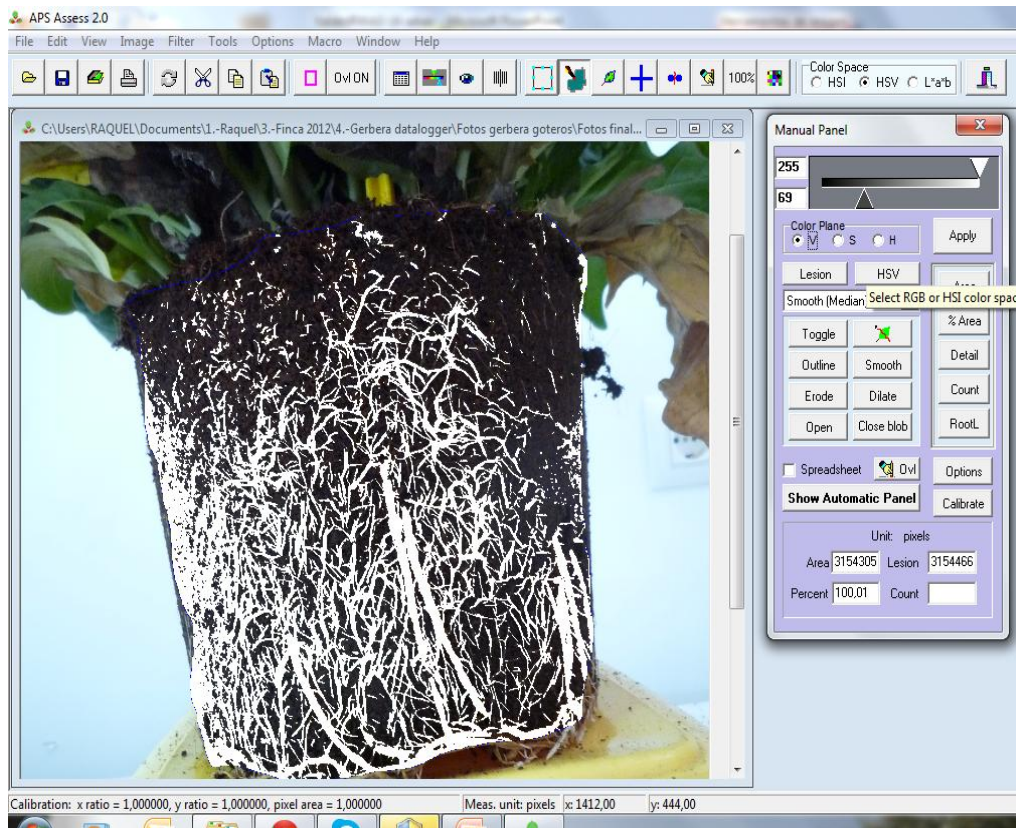 APS Assess 2.0
File Edit View Image Filter Tools Options Macro Window Help
Ovl ON
100%
Color Space
HSI HSV L*a*b
C:\Users\RAQUEL\Documents\1.-Raquel\3.-Finca 2012\4.-Gerbera datalogger\Fotos gerbera goteros\Fotos final...
Manual Panel
255
69
Color Plane
V S H
Apply
Lesion HSV
Smooth (Median)
Select RGB or HSI color spac
% Area
Toggle
Detail
Outline Smooth
Count
Erode Dilate
RootL
Open Close blob
Spreadsheet Ovl Options
Show Automatic Panel Calibrate
Unit: pixels
Area 3154305 Lesion 3154466
Percent 100,01 Count
Calibration: x ratio = 1,000000, y ratio = 1,000000, pixel area = 1,000000 Meas. unit: pixels x: 1412,00 y: 444,00